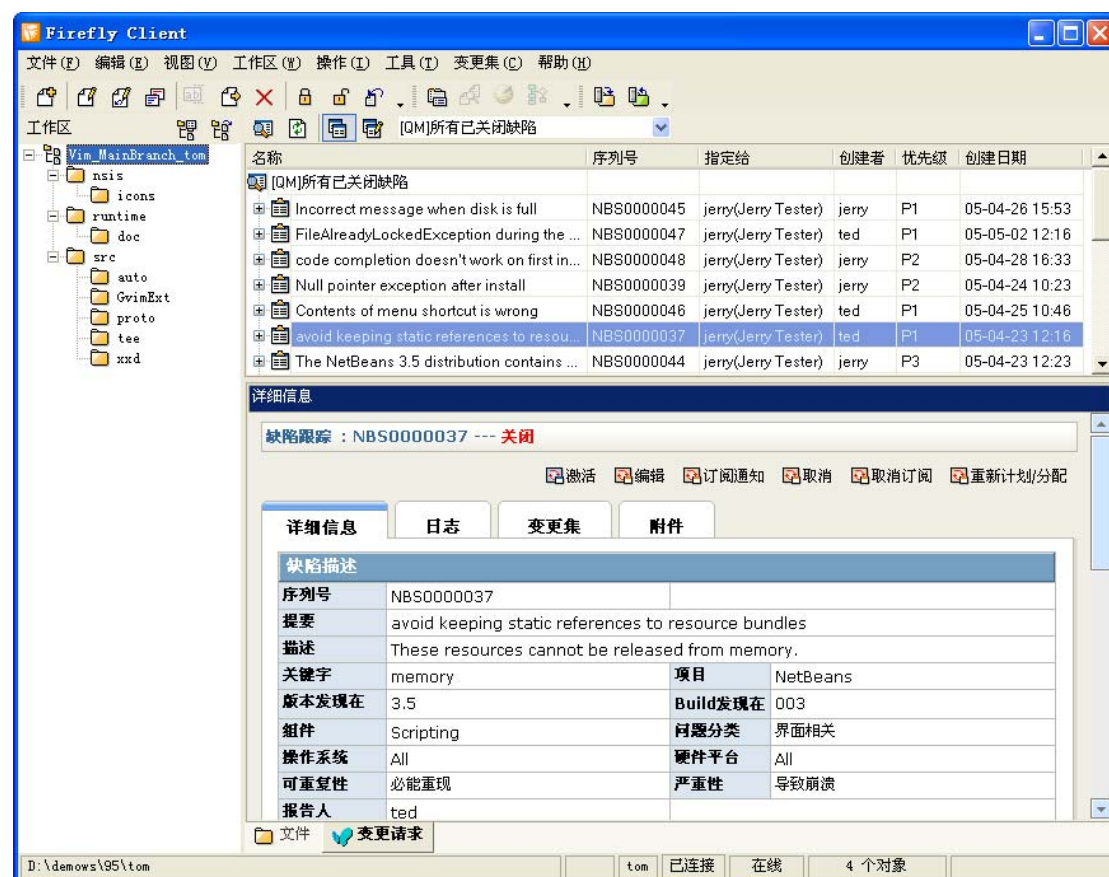 Firefly Client
文件(F) 编辑(E) 视图(V) 工作区(W) 操作(I) 工具(T) 变更集(C) 帮助(H)
工作区
[QM]所有已关闭缺陷
Vim_MainBranch_tom
nsis
icons
runtime
doc
src
auto
GvimExt
proto
tee
xxd
名称 序列号 指定给 创建者 优先级 创建日期
[QM]所有已关闭缺陷
Incorrect message when disk is full NBS0000045 jerry(Jerry Tester) jerry P1 05-04-26 15:53
FileAlreadyLockedException during the ... NBS0000047 jerry(Jerry Tester) ted P1 05-05-02 12:16
code completion doesn't work on first in... NBS0000048 jerry(Jerry Tester) jerry P2 05-04-28 16:33
Null pointer exception after install NBS0000039 jerry(Jerry Tester) jerry P2 05-04-24 10:23
Contents of menu shortcut is wrong NBS0000046 jerry(Jerry Tester) ted P1 05-04-25 10:46
avoid keeping static references to resou... NBS0000037 jerry(Jerry Tester) ted P1 05-04-23 12:16
The NetBeans 3.5 distribution contains ... NBS0000044 jerry(Jerry Tester) jerry P3 05-04-23 12:23
详细信息
缺陷跟踪 : NBS0000037 --- 关闭
激活 编辑 订阅通知 取消 取消订阅 重新计划/分配
详细信息 日志 变更集 附件
缺陷描述
序列号 NBS0000037
提要 avoid keeping static references to resource bundles
描述 These resources cannot be released from memory.
关键字 memory 项目 NetBeans
版本发现在 3.5 Build发现在 003
组件 Scripting 问题分类 界面相关
操作系统 All 硬件平台 All
可重复性 必能重现 严重性 导致崩溃
报告人 ted
文件 变更请求
D:\demows\95\tom tom 已连接 在线 4 个对象